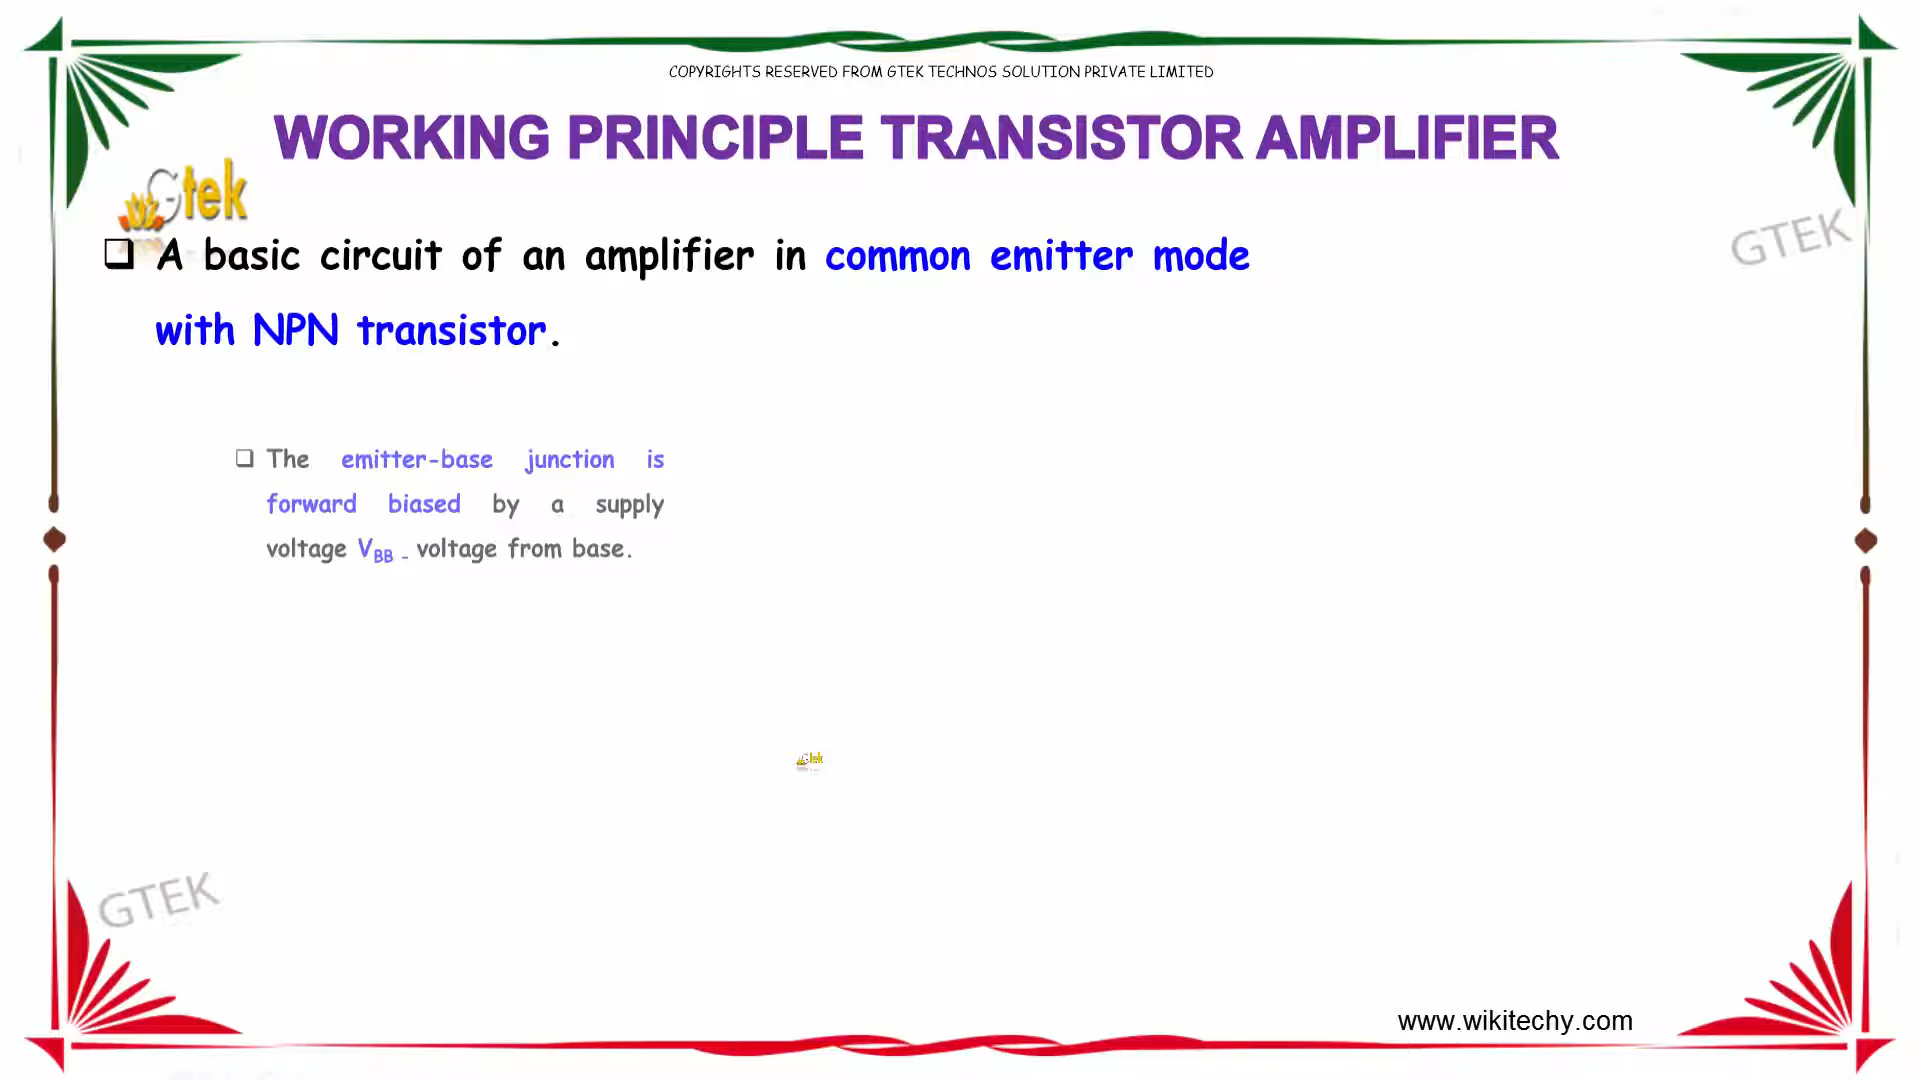 COPYRIGHTS RESERVED FROM GTEK TECHNOS SOLUTION PRIVATE LIMITED
WORKING PRINCIPLE TRANSISTOR AMPLIFIER
Gtek
❑ A basic circuit of an amplifier in common emitter mode
with NPN transistor.
GTEK
❑ The emitter-base junction is
forward biased by a supply
voltage VBB - voltage from base.
Gtek
GTEK
www.wikitechy.com